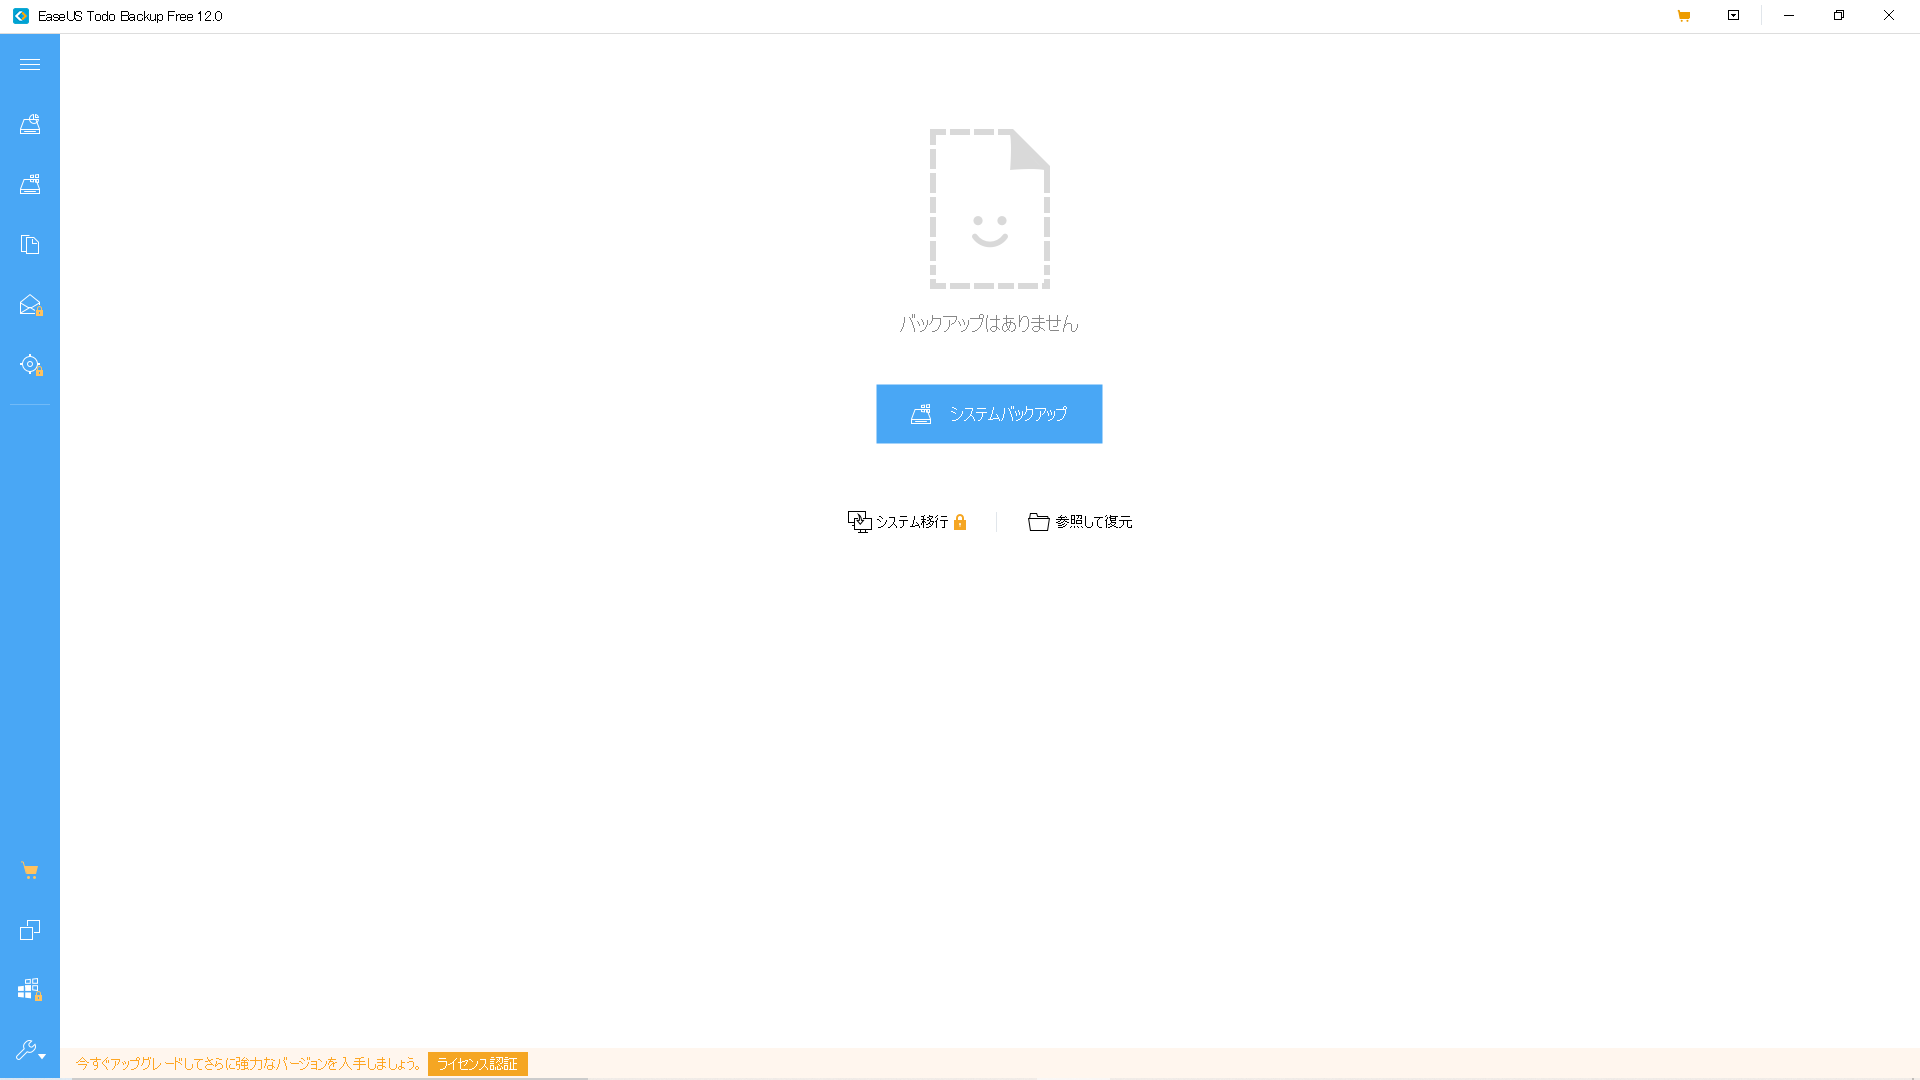 EaseUS Todo Backup Free 12.0
バックアップはありません
システムバックアップ
システム移行
参照して復元
今すぐアップグレードしてさらに強力なバージョンを入手しましょう。 ライセンス認証